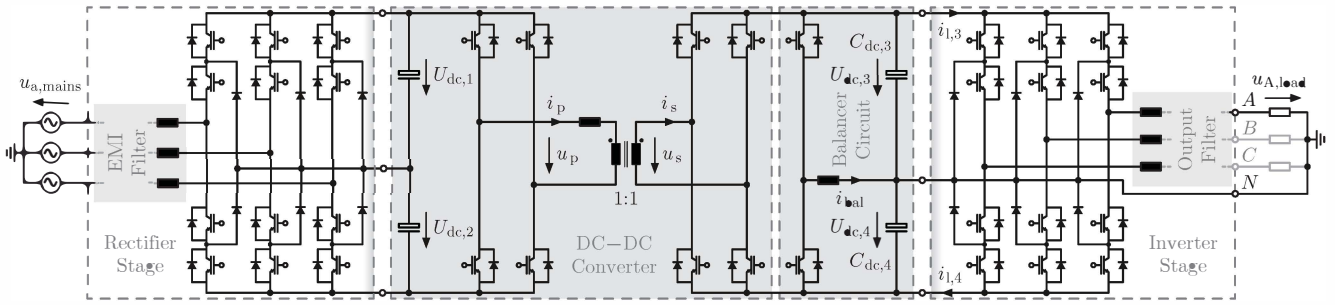 u_a,mains
EMI
Filter
Rectifier
Stage
U_dc,1
U_dc,2
i_p
u_p
1:1
i_s
u_s
DC−DC
Converter
Balancer
Circuit
C_dc,3
U_dc,3
i_bal
U_dc,4
C_dc,4
i_l,3
i_l,4
Output
Filter
Inverter
Stage
u_A,load
A
B
C
N